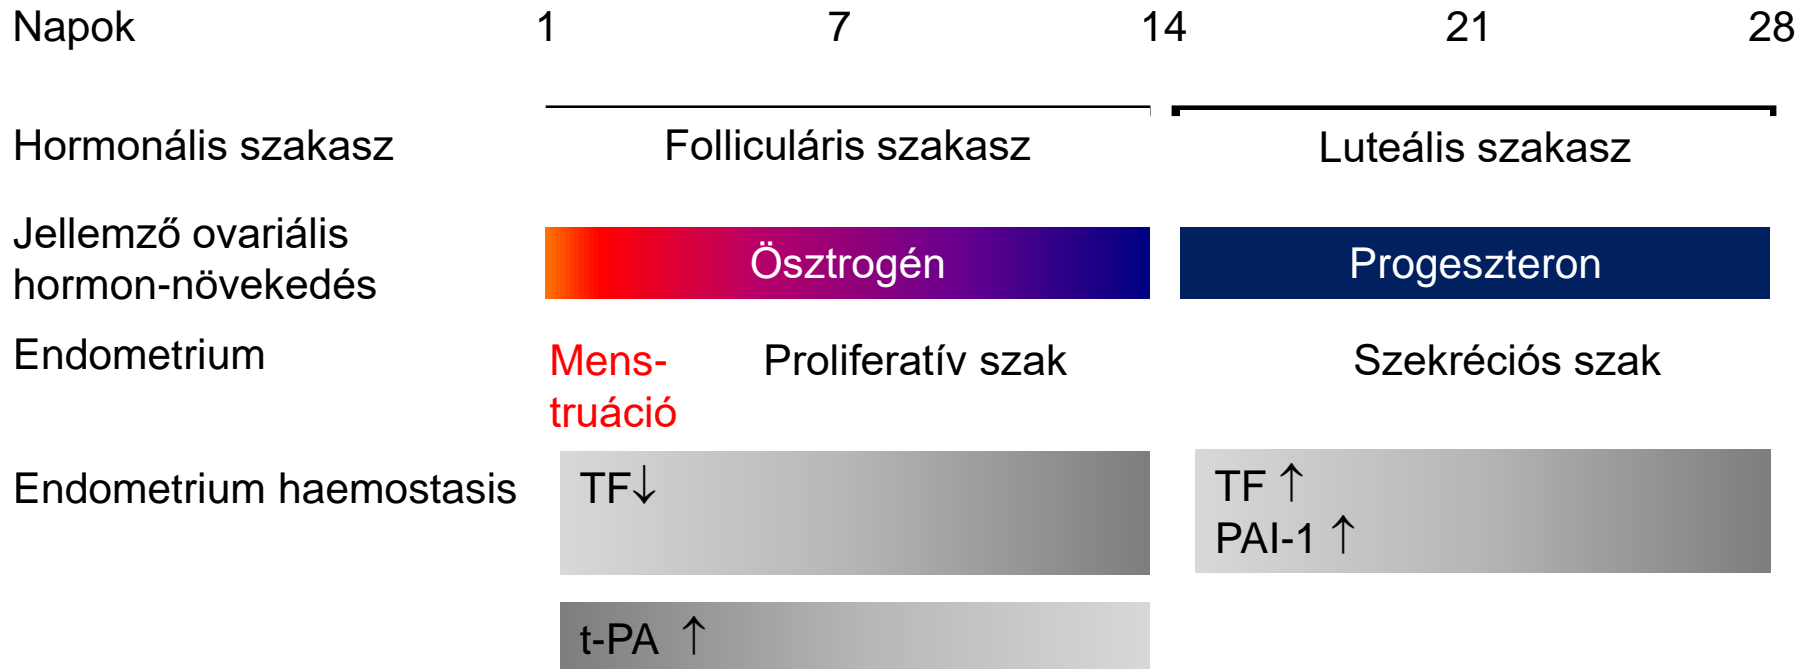 Napok 1 7 14 21 28
Hormonális szakasz Folliculáris szakasz Luteális szakasz
Jellemző ovariális
hormon-növekedés Ösztrogén Progeszteron
Endometrium Mens- Proliferatív szak Szekréciós szak
truáció
Endometrium haemostasis TF↓ TF ↑
PAI-1 ↑
t-PA ↑